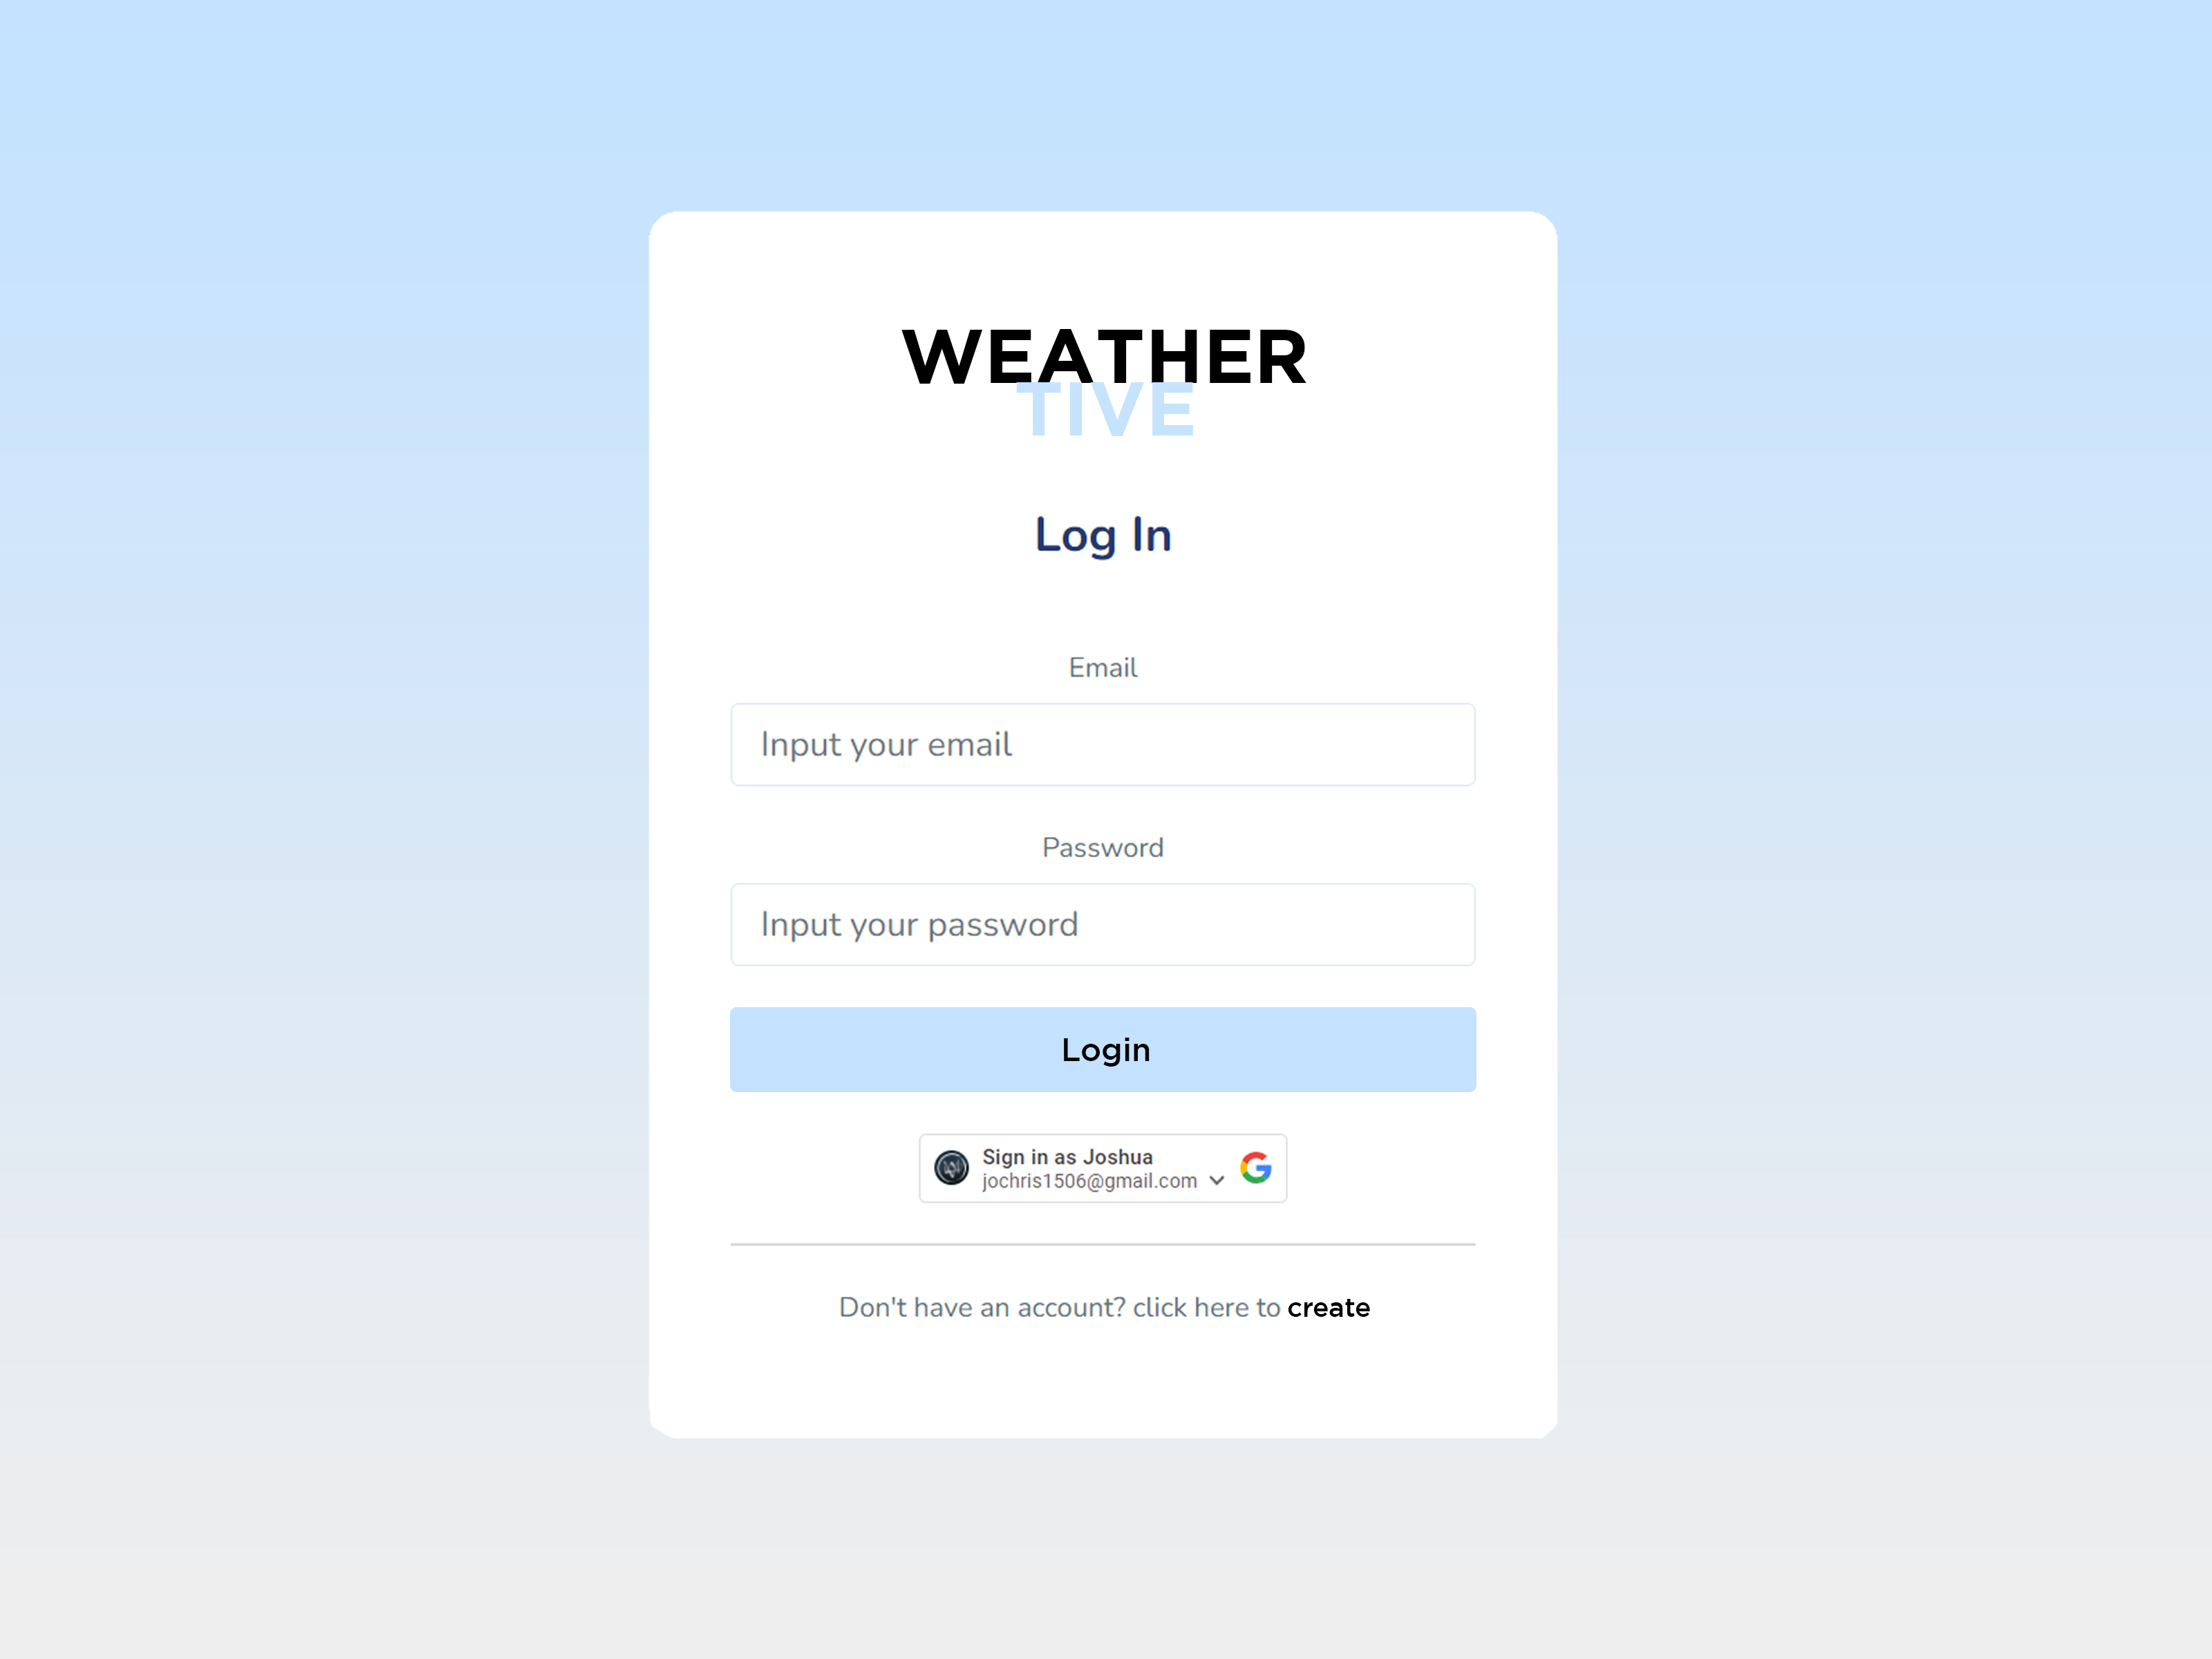 WEATHER
TIVE
Log In
Email
Input your email
Password
Input your password
Login
Sign in as Joshua
jochris1506@gmail.com
Don't have an account? click here to create